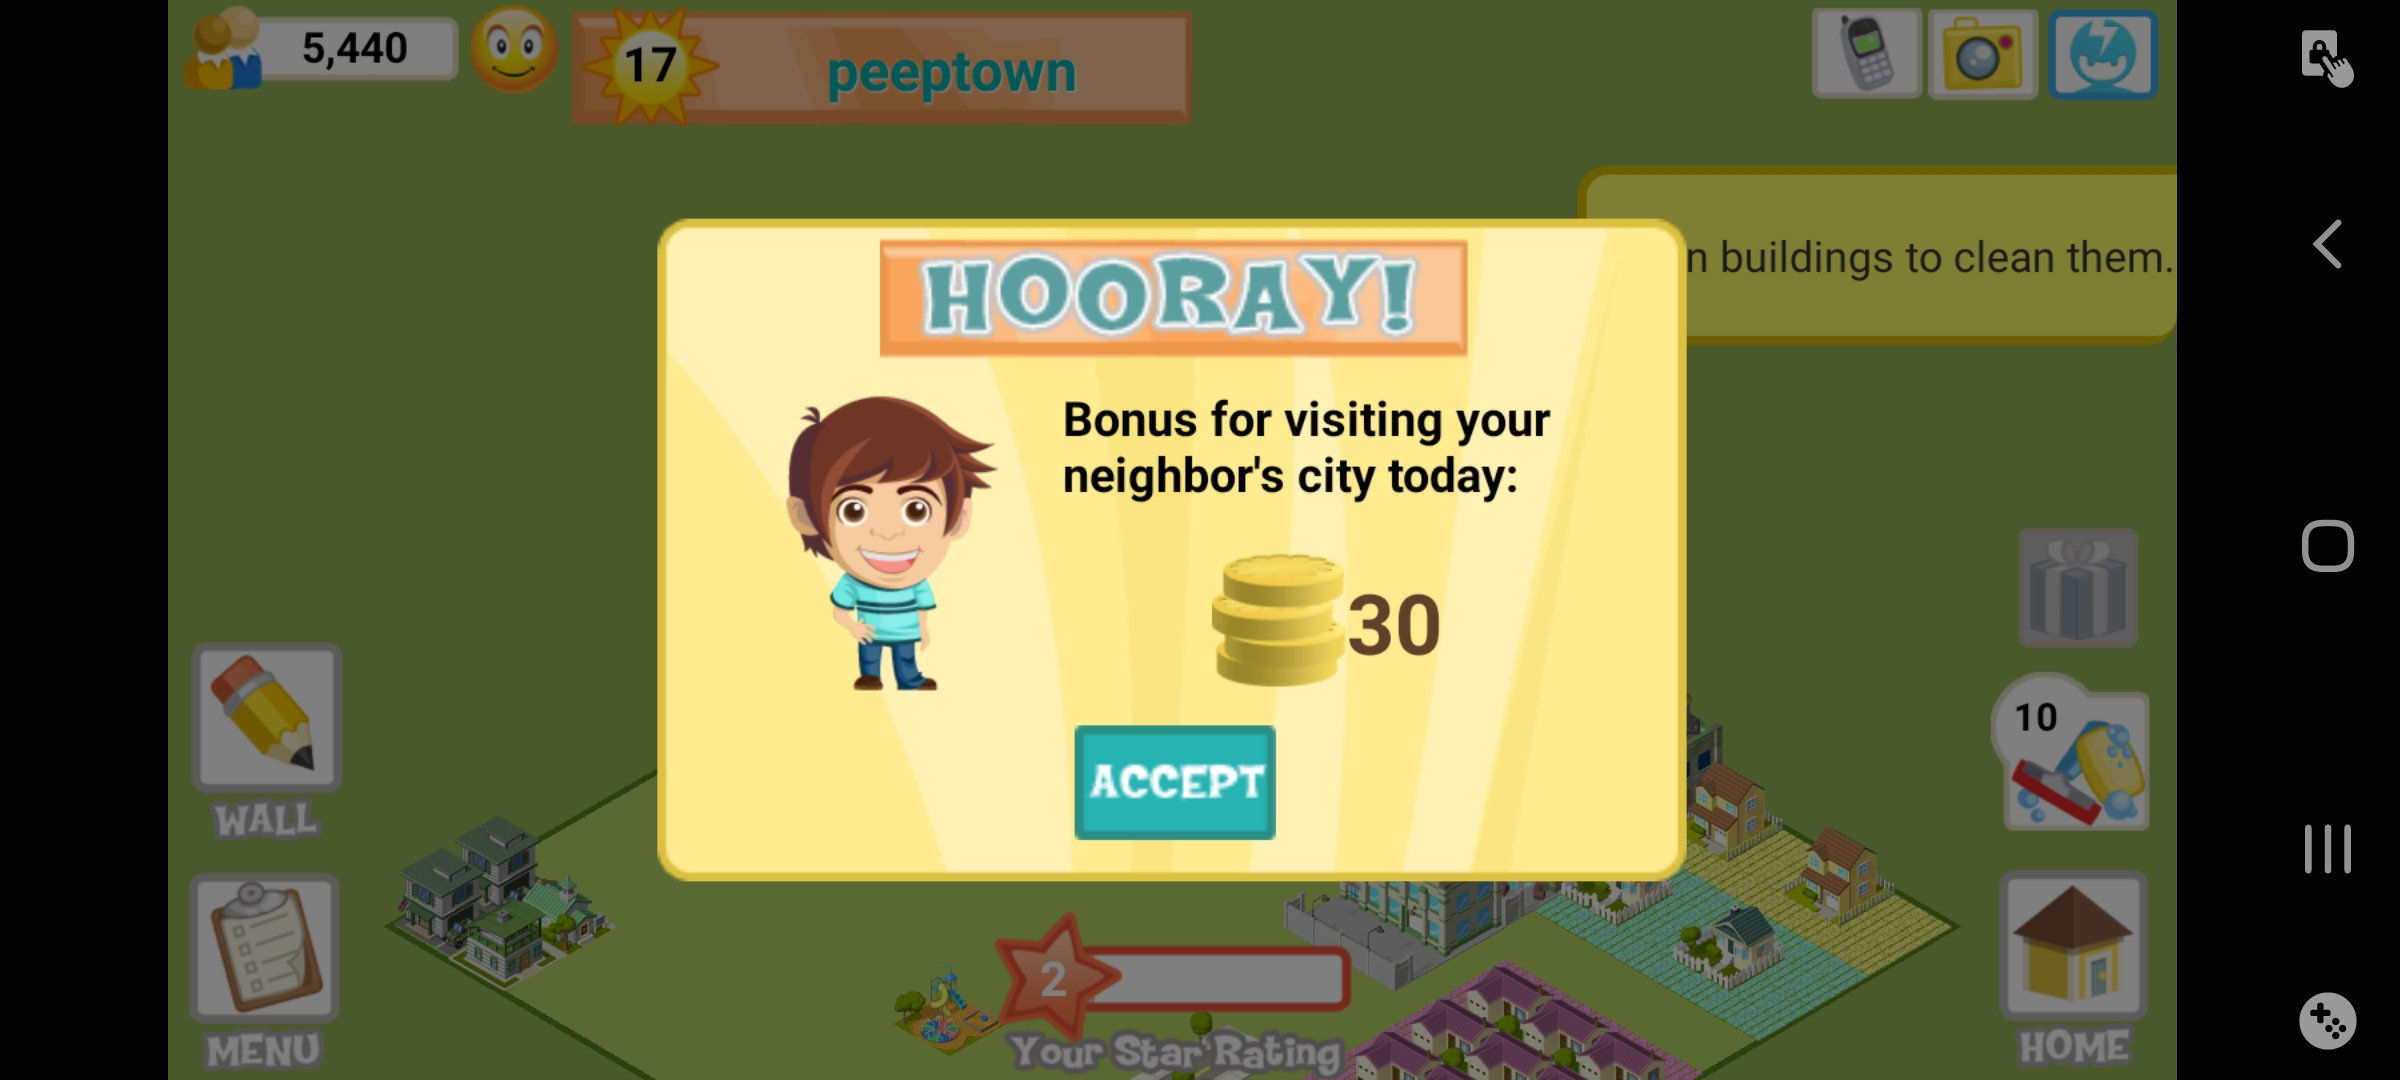 5,440
17
peeptown
n buildings to clean them.
HOORAY!
Bonus for visiting your
neighbor's city today:
30
ACCEPT
10
WALL
2
MENU
Your Star Rating
HOME